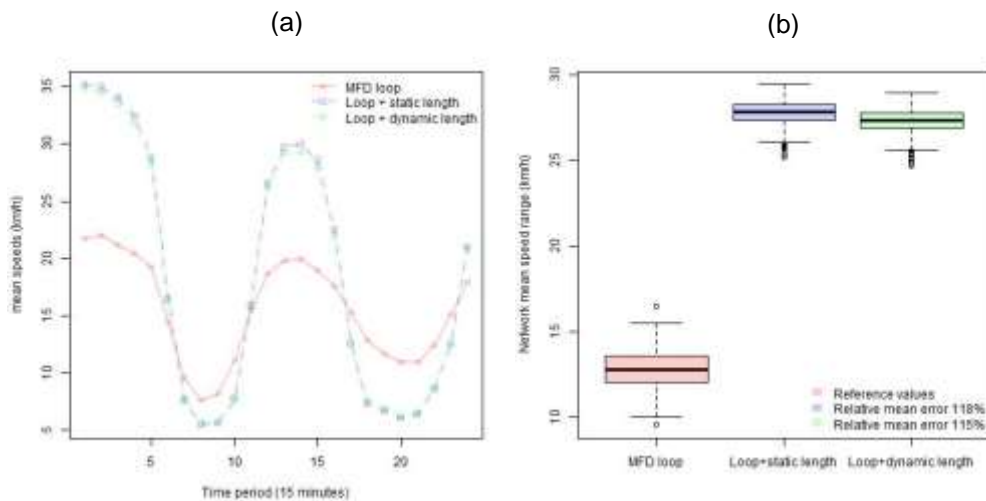 (a)
(b)
MFD loop
Loop + static length
Loop + dynamic length
mean speeds (km/h)
35
30
25
20
15
10
5
5
10
15
20
Time period (15 minutes)
Network mean speed range (km/h)
30
25
20
15
10
Reference values
Relative mean error 118%
Relative mean error 115%
MFD loop
Loop+static length
Loop+dynamic length